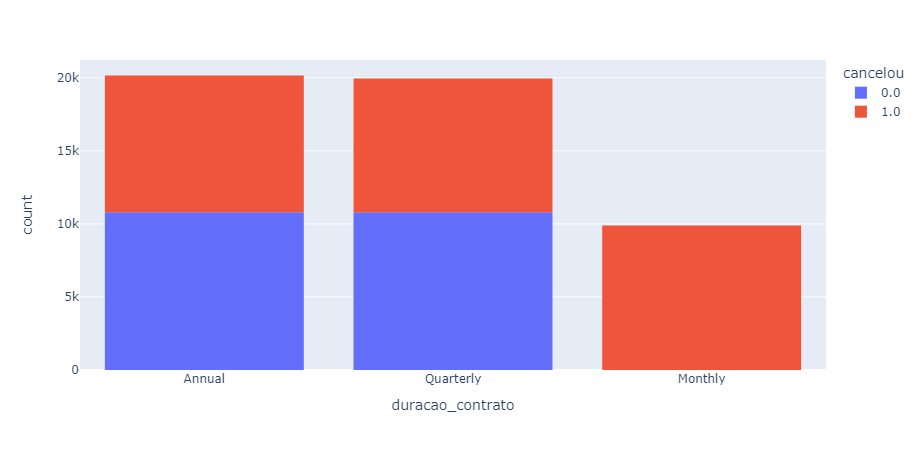 20k
15k
10k
5k
0
count
Annual
Quarterly
Monthly
duracao_contrato
cancelou
0.0
1.0